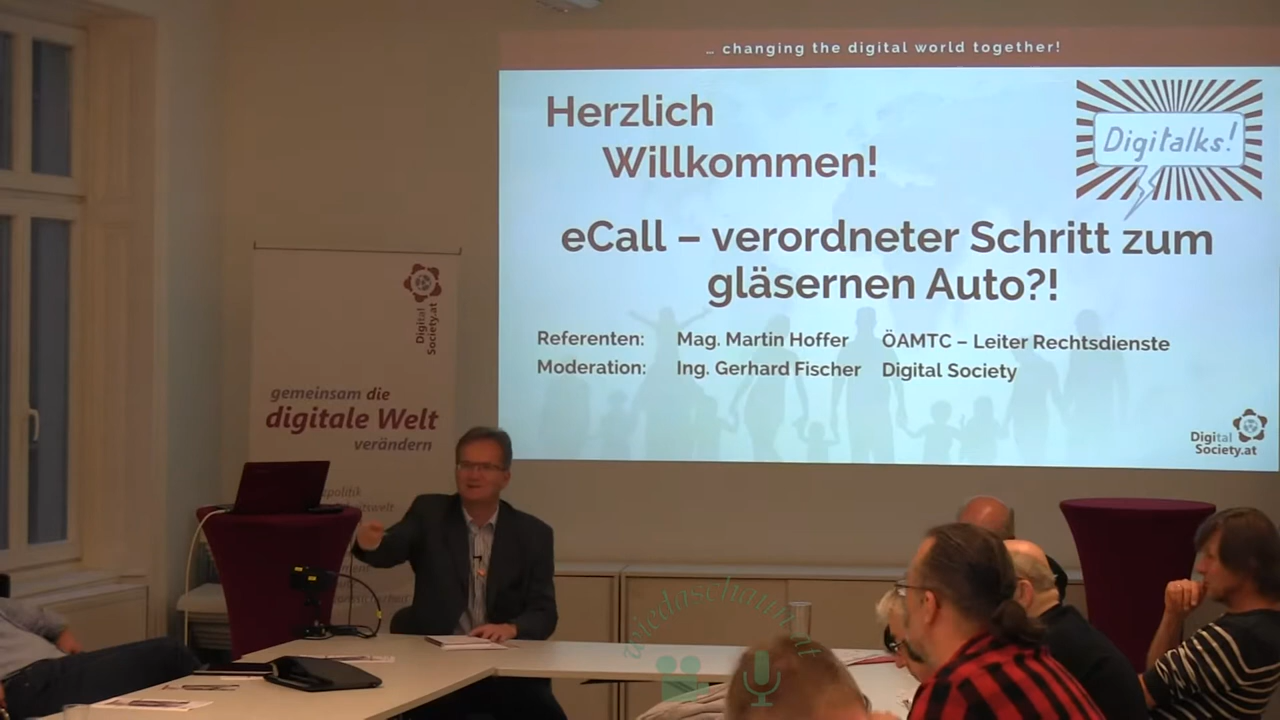 … changing the digital world together!
Herzlich
Willkommen!
Digitalks!
eCall – verordneter Schritt zum
gläsernen Auto?!
Referenten: Mag. Martin Hoffer ÖAMTC – Leiter Rechtsdienste
Moderation: Ing. Gerhard Fischer Digital Society
Digital
Society.at
Digital
Society.at
gemeinsam die
digitale Welt
verändern
wiedaschaun.at